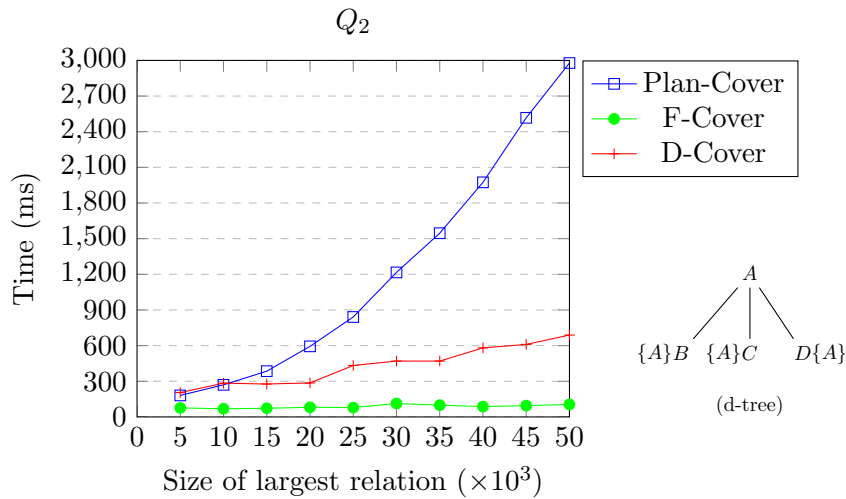 Q₂
3,000
2,700
2,400
2,100
1,800
1,500
1,200
900
600
300
0
0 5 10 15 20 25 30 35 40 45 50
Time (ms)
Size of largest relation (×10³)
Plan-Cover
F-Cover
D-Cover
A
{A}B {A}C D{A}
(d-tree)